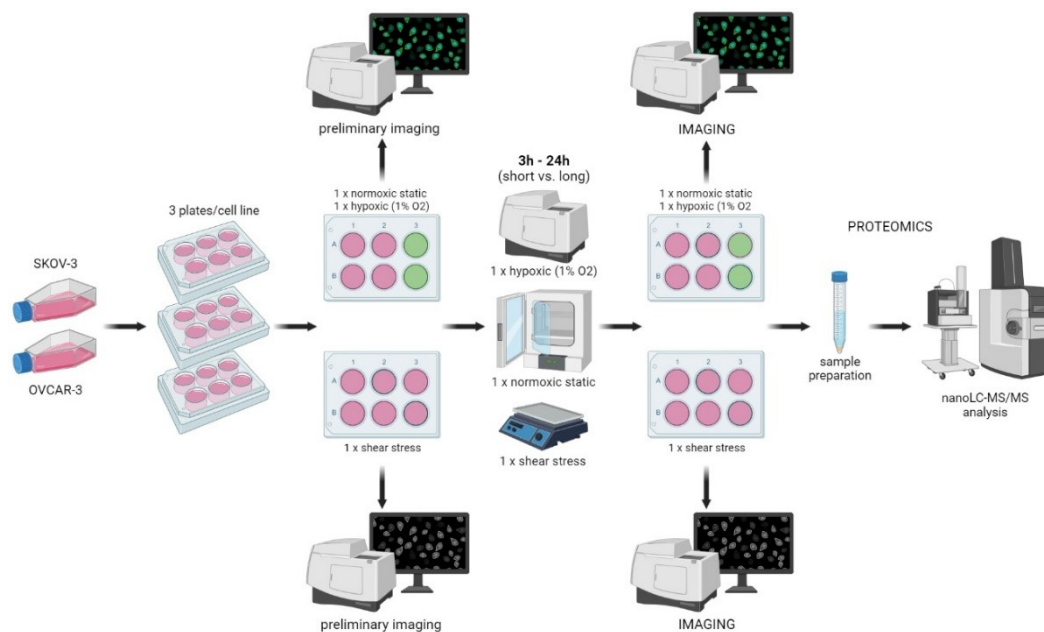 SKOV-3
OVCAR-3
3 plates/cell line
preliminary imaging
1 x normoxic static
1 x hypoxic (1% O2)
1 2 3
A
B
1 2 3
A
B
1 x shear stress
preliminary imaging
3h - 24h
(short vs. long)
1 x hypoxic (1% O2)
1 x normoxic static
1 x shear stress
IMAGING
1 x normoxic static
1 x hypoxic (1% O2
1 2 3
A
B
1 2 3
A
B
1 x shear stress
IMAGING
PROTEOMICS
sample
preparation
nanoLC-MS/MS
analysis